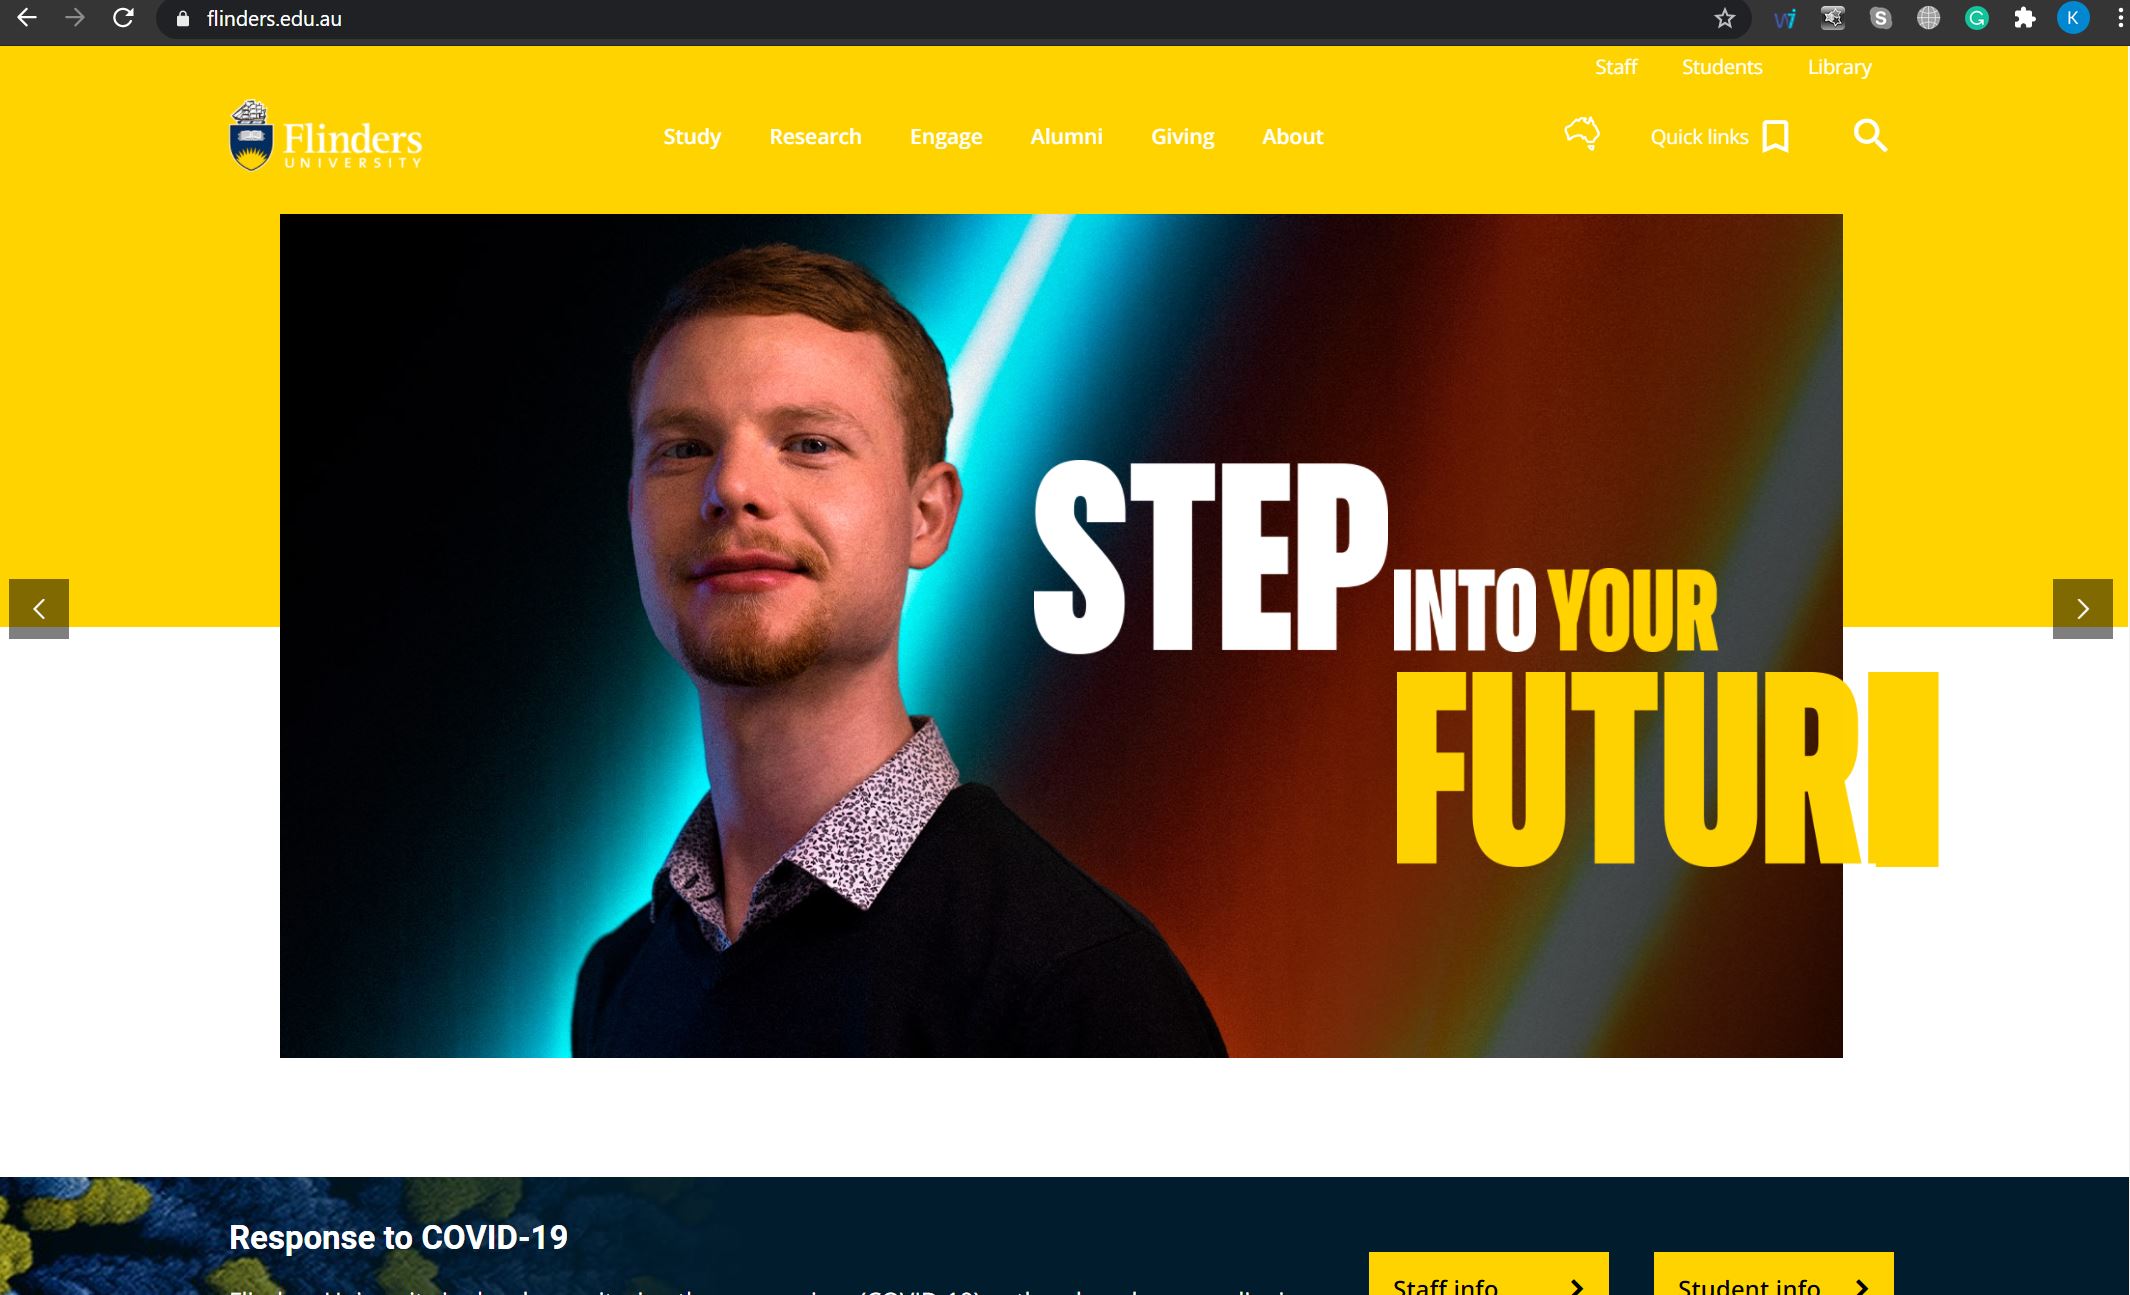 flinders.edu.au
K
Staff Students Library
Flinders
UNIVERSITY
Study Research Engage Alumni Giving About
Quick links
STEP
INTO YOUR
FUTUR
Response to COVID-19
Staff info
Student info